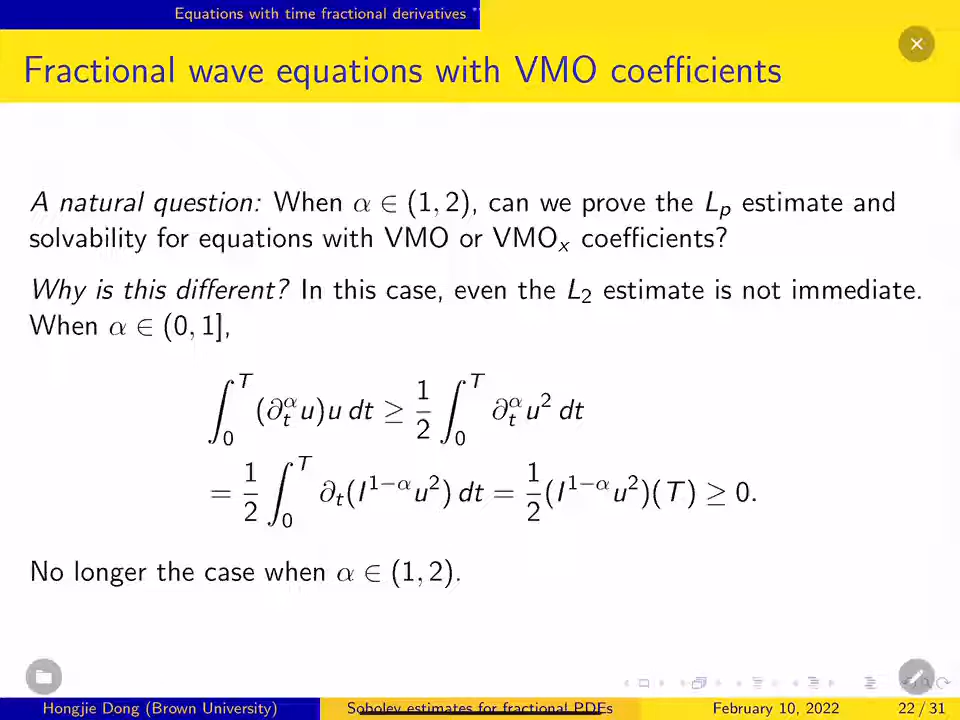 Equations with time fractional derivatives
Fractional wave equations with VMO coefficients
A natural question: When α ∈ (1, 2), can we prove the L_p estimate and
solvability for equations with VMO or VMO_x coefficients?
Why is this different? In this case, even the L_2 estimate is not immediate.
When α ∈ (0, 1],
∫_0^T (∂_t^α u)u dt ≥ 1/2 ∫_0^T ∂_t^α u^2 dt
= 1/2 ∫_0^T ∂_t(I^{1−α}u^2) dt = 1/2 (I^{1−α}u^2)(T) ≥ 0.
No longer the case when α ∈ (1, 2).
Hongjie Dong (Brown University) Sobolev estimates for fractional PDEs February 10, 2022 22 / 31